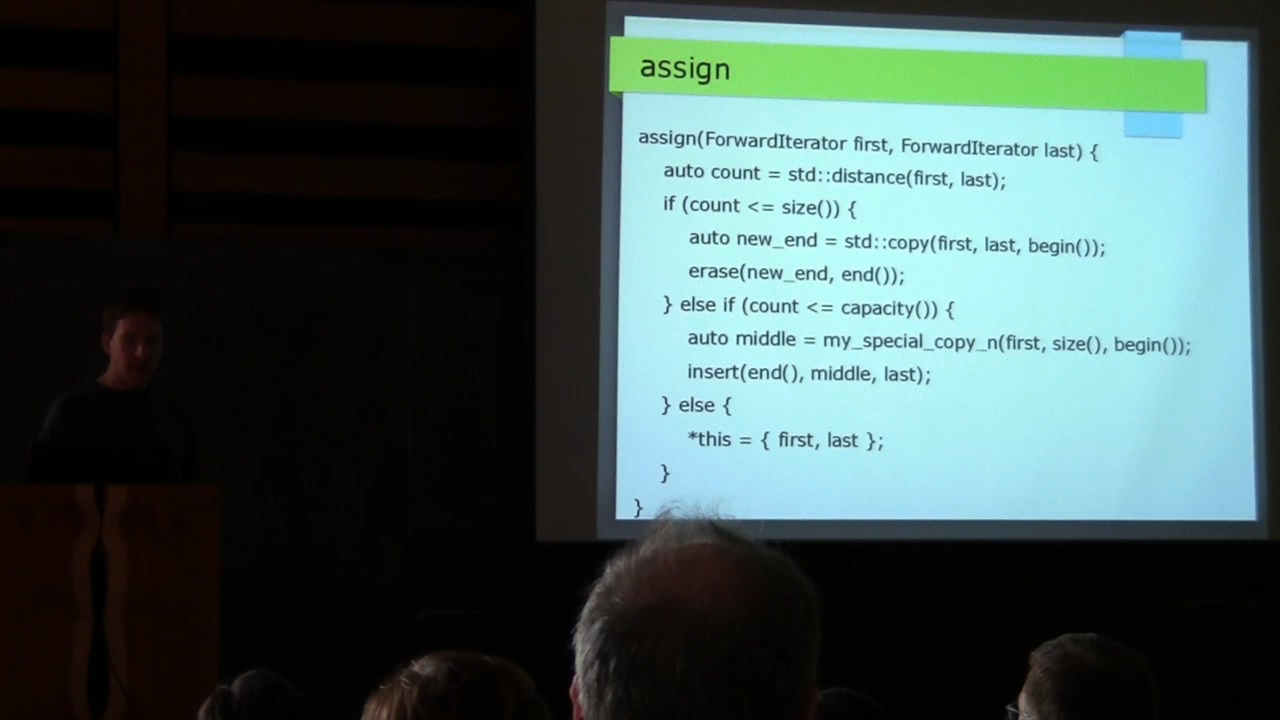 assign
assign(ForwardIterator first, ForwardIterator last) {
auto count = std::distance(first, last);
if (count <= size()) {
auto new_end = std::copy(first, last, begin());
erase(new_end, end());
} else if (count <= capacity()) {
auto middle = my_special_copy_n(first, size(), begin());
insert(end(), middle, last);
} else {
*this = { first, last };
}
}